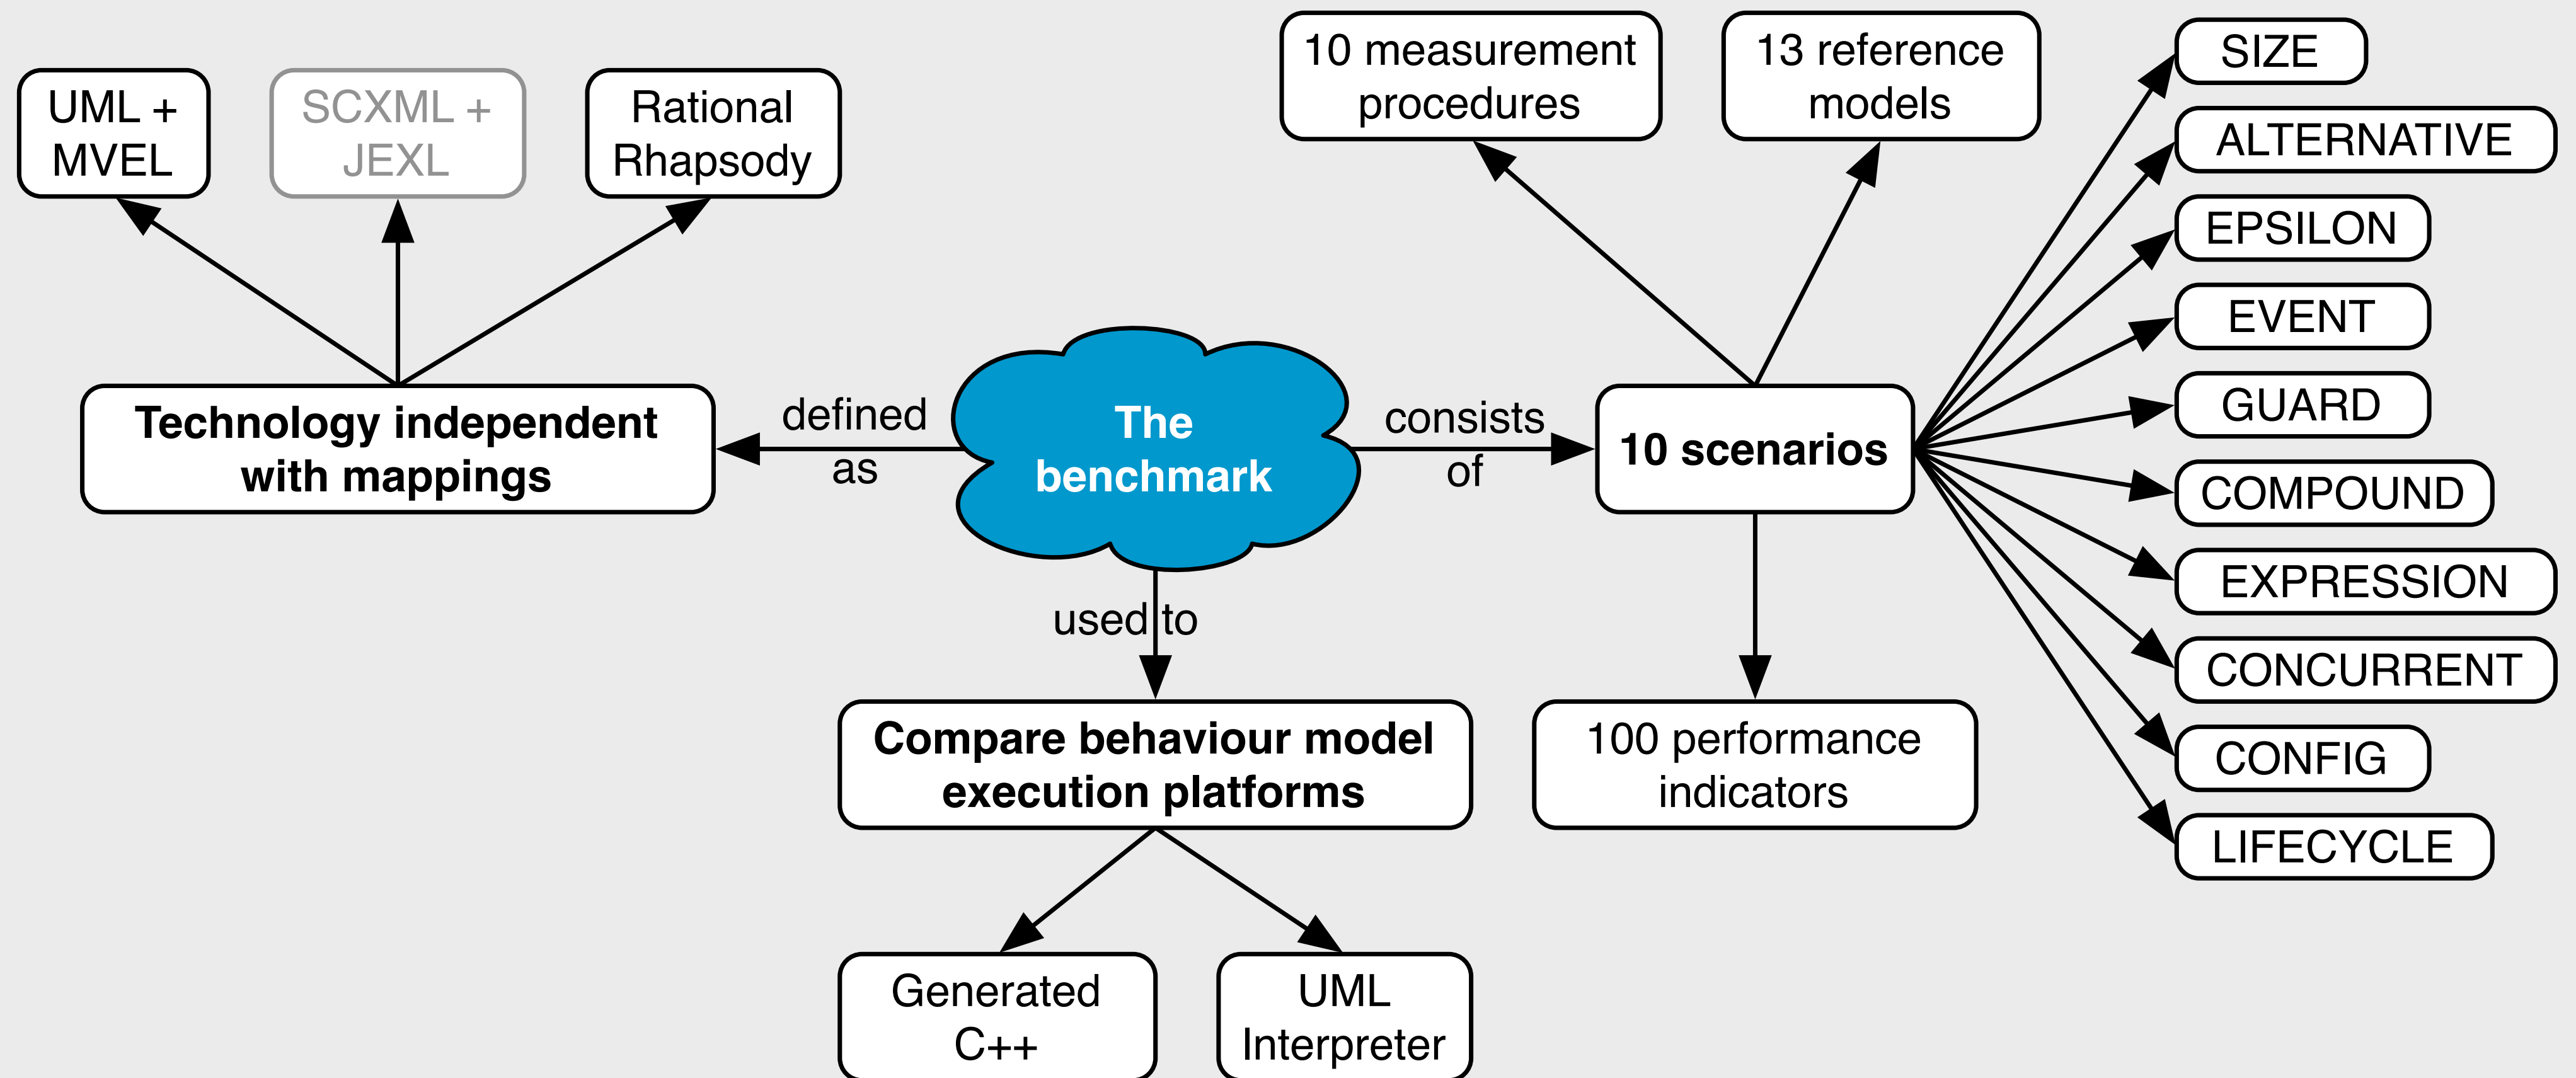 UML +
MVEL
SCXML +
JEXL
Rational
Rhapsody
10 measurement
procedures
13 reference
models
SIZE
ALTERNATIVE
EPSILON
EVENT
GUARD
COMPOUND
EXPRESSION
CONCURRENT
CONFIG
LIFECYCLE
Technology independent
with mappings
defined
as
The
benchmark
consists
of
10 scenarios
used to
Compare behaviour model
execution platforms
100 performance
indicators
Generated
C++
UML
Interpreter